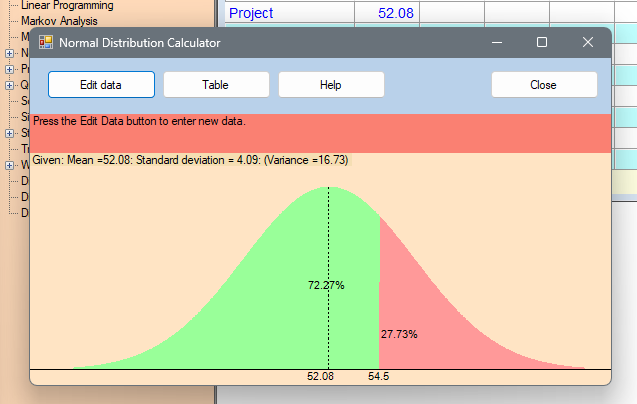 Linear Programming
Project 52.08
Markov Analysis
Normal Distribution Calculator
Edit data Table Help Close
Press the Edit Data button to enter new data.
Given: Mean =52.08: Standard deviation = 4.09: (Variance =16.73)
72.27%
27.73%
52.08 54.5